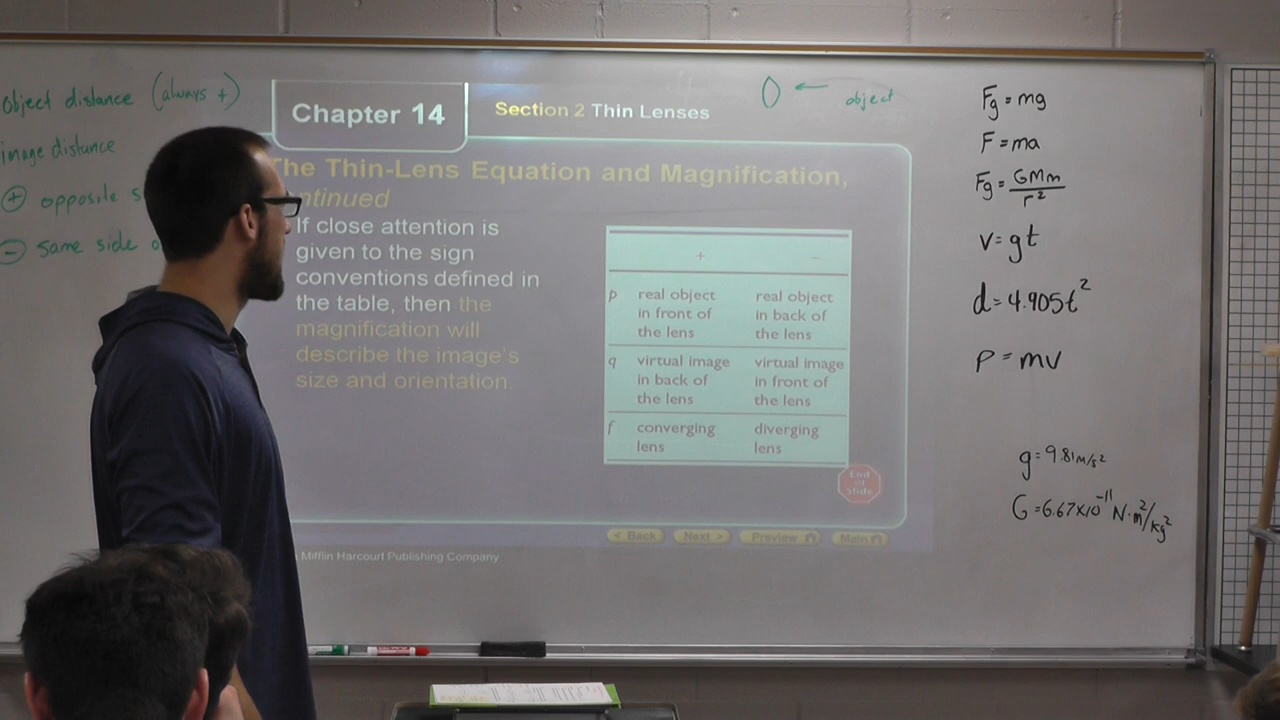 object distance (always +)
image distance
+ opposite s
- same side o
Chapter 14
Section 2 Thin Lenses
0 ← object
The Thin-Lens Equation and Magnification,
ntinued
If close attention is
given to the sign
conventions defined in
the table, then the
magnification will
describe the image's
size and orientation.
+ −
p real object in front of the lens real object in back of the lens
q virtual image in back of the lens virtual image in front of the lens
f converging lens diverging lens
End
of
Slide
< Back Next > Preview Main
Mifflin Harcourt Publishing Company
Fg = mg
F = ma
Fg = GMm/r²
v = gt
d = 4.905t²
P = mv
g = 9.81m/s²
G = 6.67x10⁻¹¹ N·m²/kg²